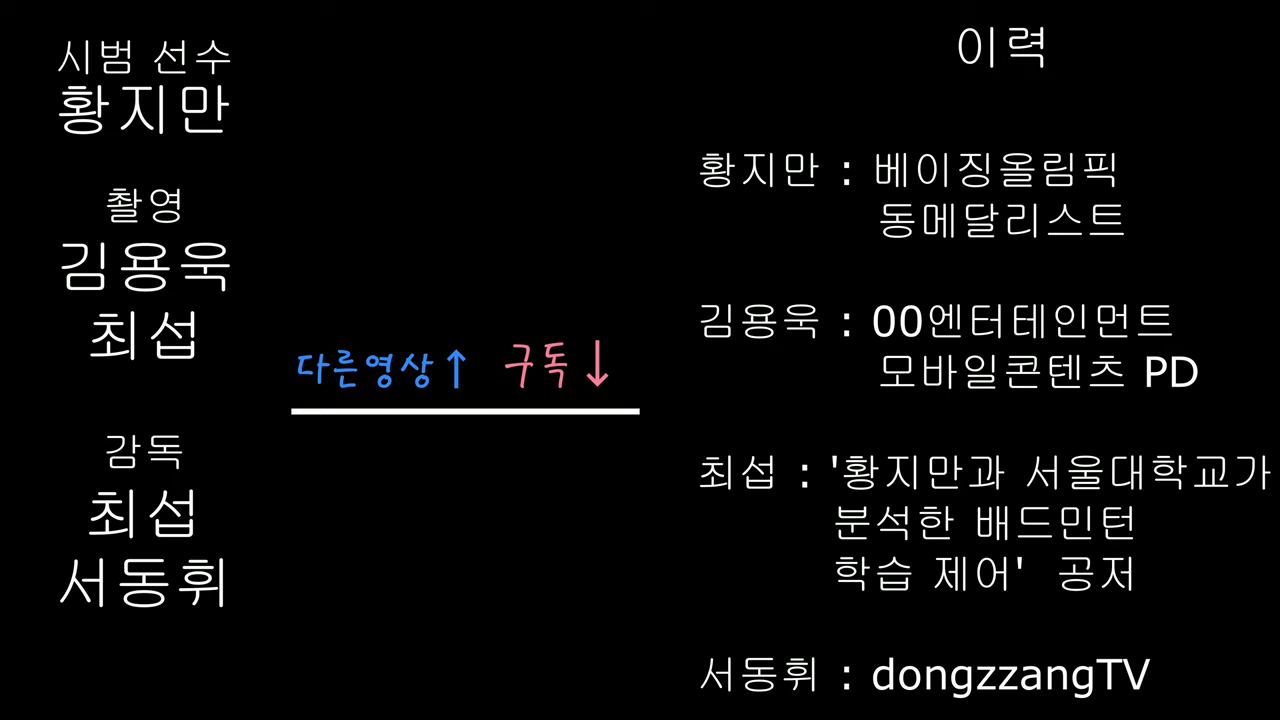 시범 선수
황지만
촬영
김용욱
최섭
감독
최섭
서동휘
다른영상↑ 구독↓
이력
황지만 : 베이징올림픽
동메달리스트
김용욱 : 00엔터테인먼트
모바일콘텐츠 PD
최섭 : '황지만과 서울대학교가
분석한 배드민턴
학습 제어' 공저
서동휘 : dongzzangTV